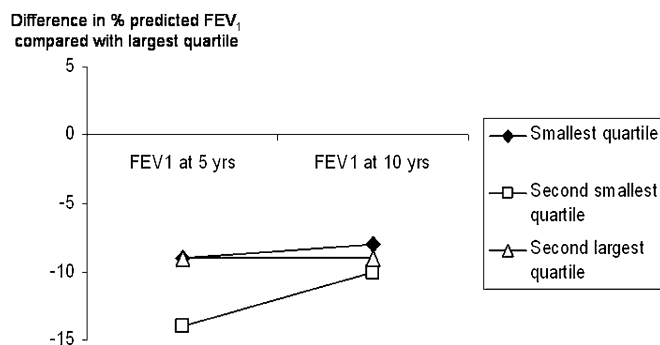 Difference in % predicted FEV₁
compared with largest quartile
5
0
-5
-10
-15
FEV1 at 5 yrs
FEV1 at 10 yrs
Smallest quartile
Second smallest
quartile
Second largest
quartile